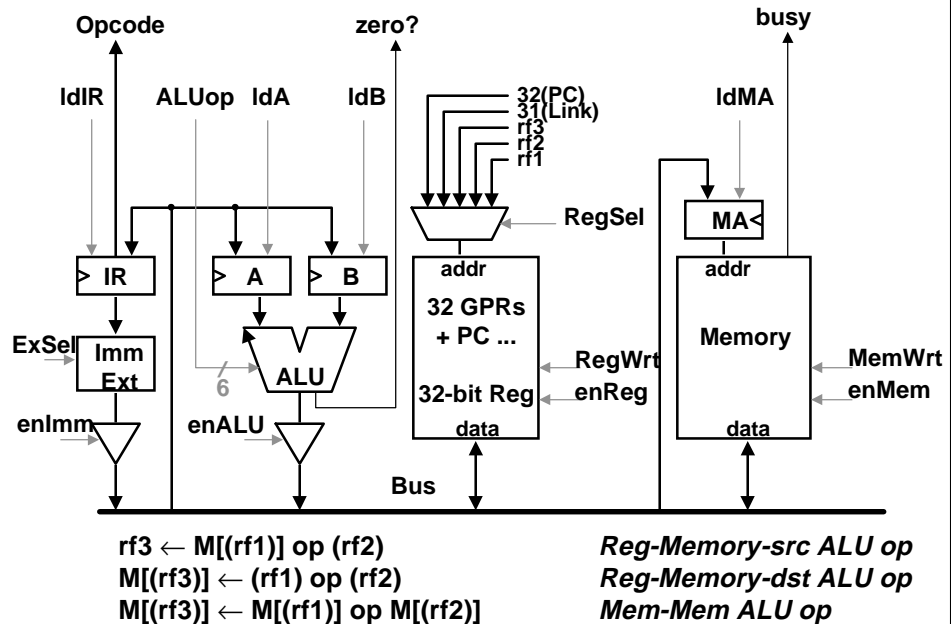 Opcode zero? busy
ldIR ALUop ldA ldB ldMA
32(PC)
31(Link)
rf3
rf2
rf1
RegSel
MA
IR A B addr addr
32 GPRs
+ PC ...
Memory
ExSel Imm
Ext
ALU
6
32-bit Reg
RegWrt
enReg
MemWrt
enMem
enImm enALU data data
Bus
rf3 ← M[(rf1)] op (rf2) Reg-Memory-src ALU op
M[(rf3)] ← (rf1) op (rf2) Reg-Memory-dst ALU op
M[(rf3)] ← M[(rf1)] op M[(rf2)] Mem-Mem ALU op